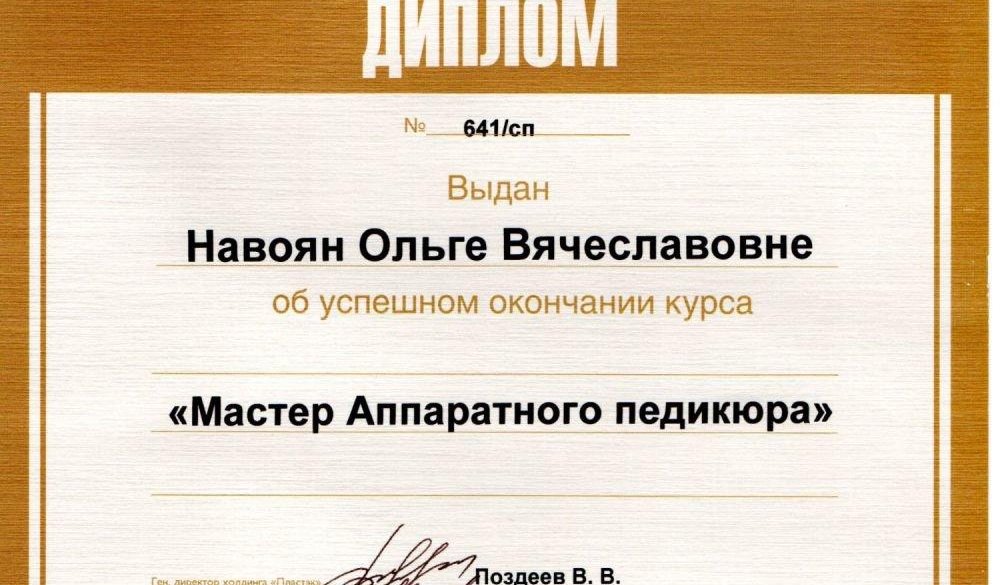 ДИПЛОМ
№ 641/сп
Выдан
Навоян Ольге Вячеславовне
об успешном окончании курса
«Мастер Аппаратного педикюра»
Ген. директор холдинга «Пластэк» Поздеев В. В.